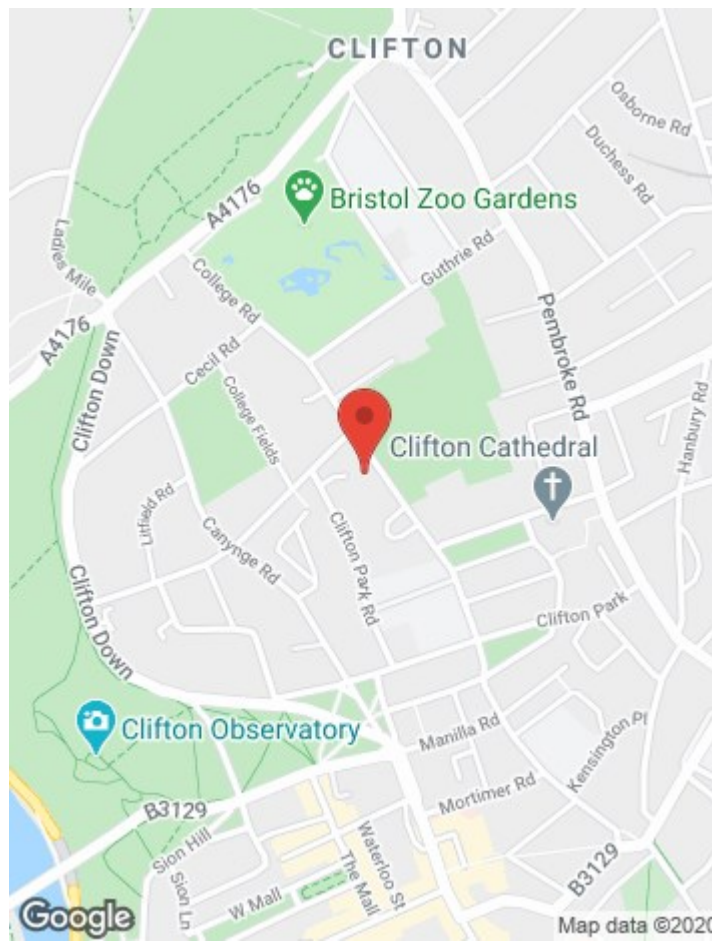 CLIFTON
Osborne Rd
Duchess Rd
A4176
Bristol Zoo Gardens
Ladies Mile
Guthrie Rd
College Rd
A4176
Pembroke Rd
Clifton Down
Cecil Rd
College Fields
Hanbury Rd
Clifton Cathedral
Litfield Rd
Canynge Rd
Clifton Park Rd
Clifton Down
Clifton Park
Clifton Observatory
Manilla Rd
Kensington Pl
Mortimer Rd
B3129
Sion Hill
Waterloo St
The Mall
B3129
Sion Ln
W Mall
Google
Map data ©2020